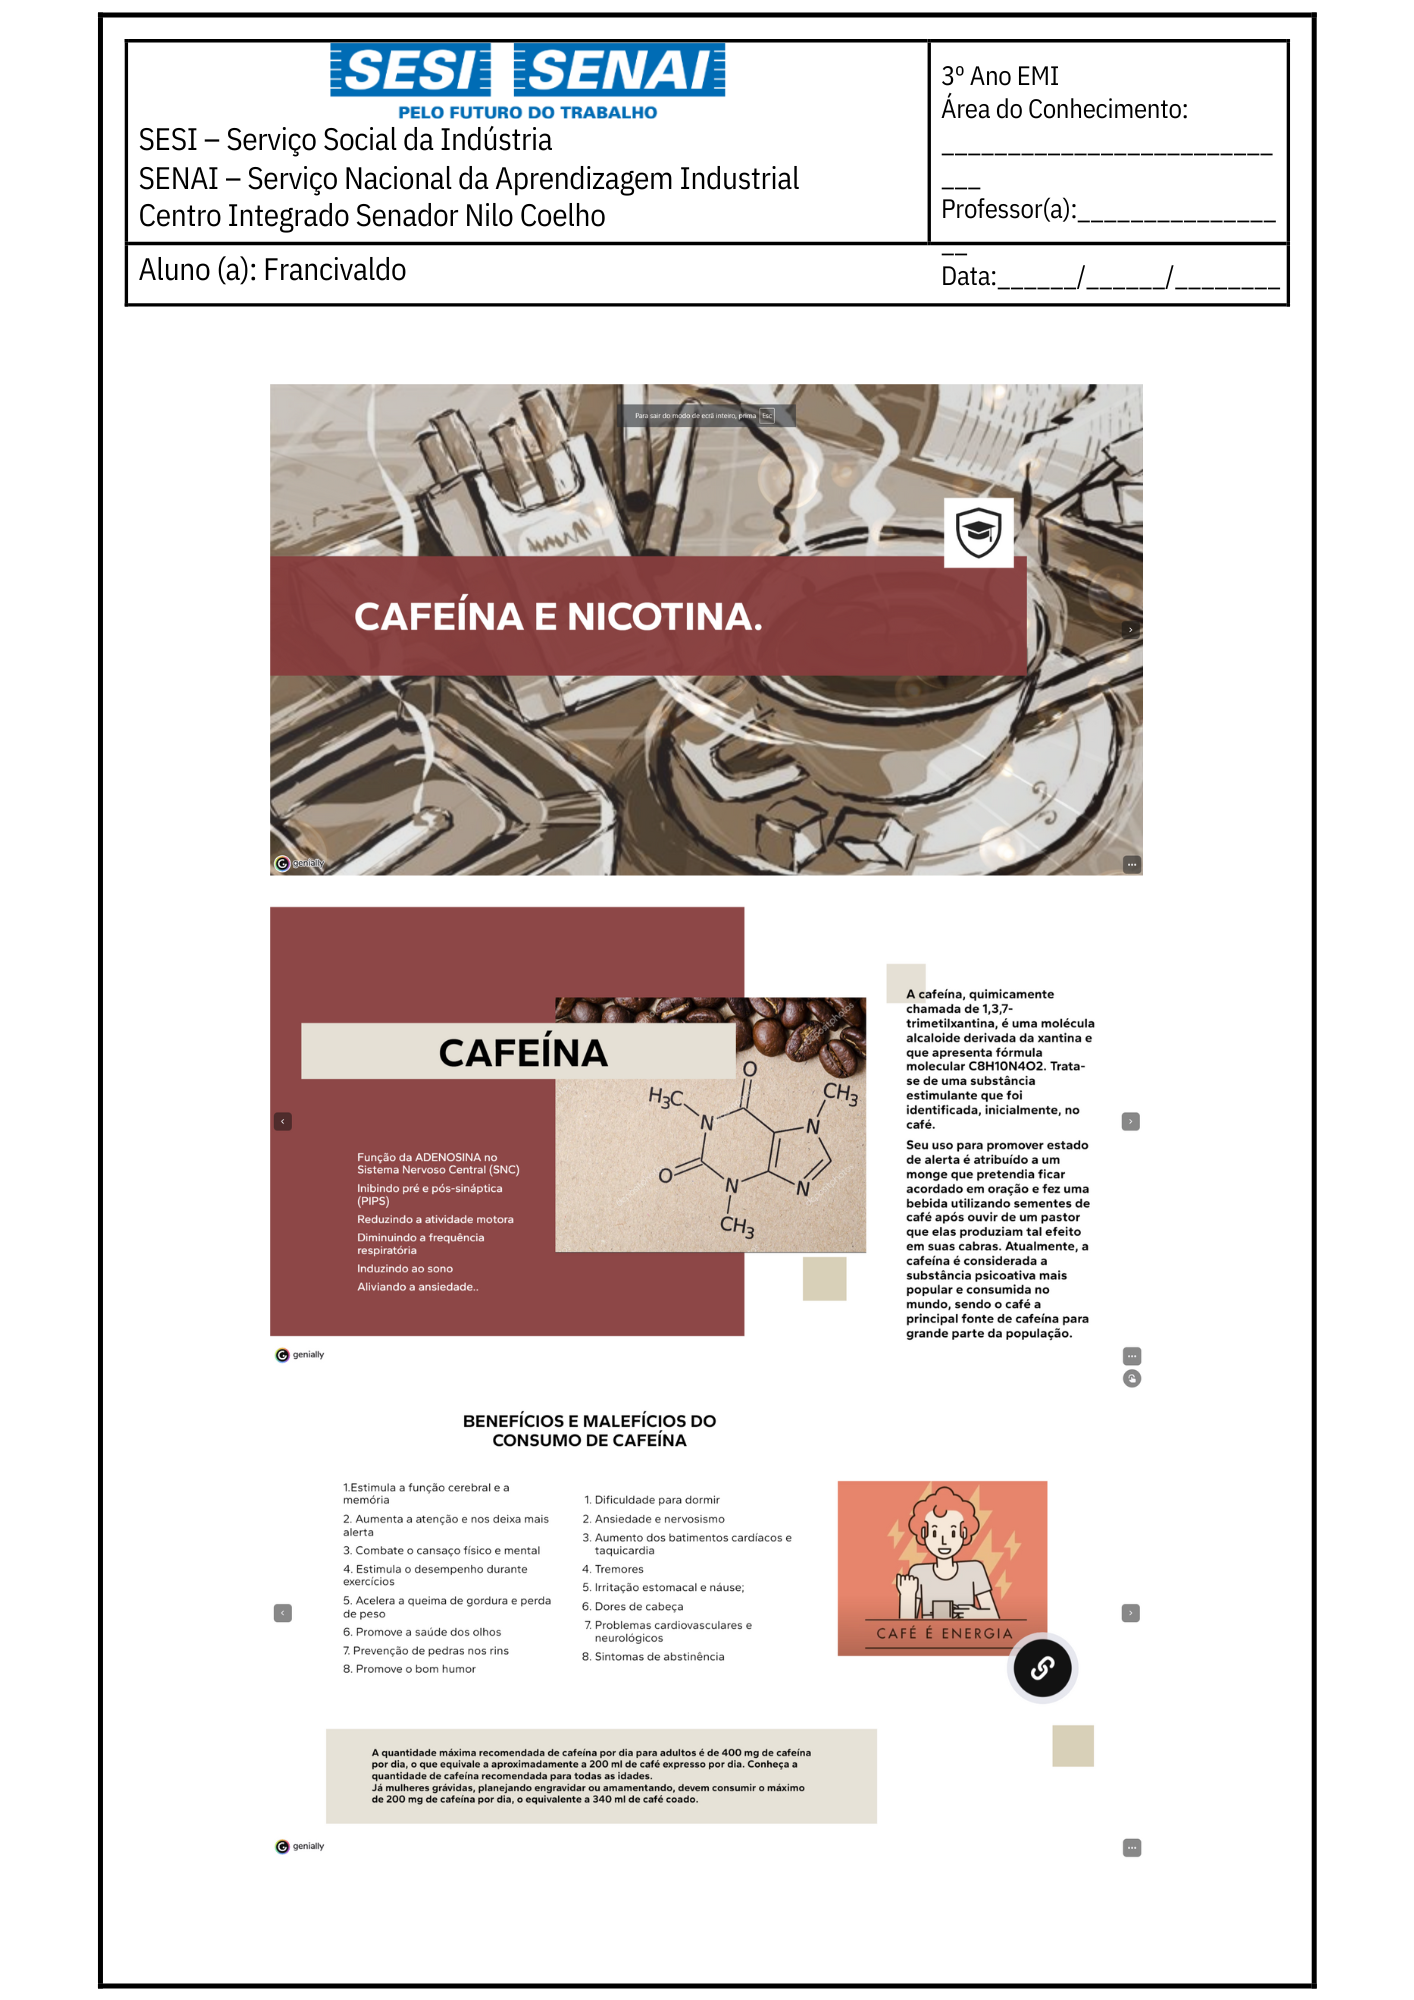 SESI SENAI
PELO FUTURO DO TRABALHO
SESI – Serviço Social da Indústria
SENAI – Serviço Nacional da Aprendizagem Industrial
Centro Integrado Senador Nilo Coelho
3º Ano EMI
Área do Conhecimento:
_________________________
___
Professor(a):_______________
__
Aluno (a): Francivaldo
Data:______/______/________
Para sair do modo de ecrã inteiro, prima Esc
CAFEÍNA E NICOTINA.
genially
CAFEÍNA
H3C
O
CH3
N
N
O
N
N
CH3
Função da ADENOSINA no
Sistema Nervoso Central (SNC)
Inibindo pré e pós-sináptica
(PIPS)
Reduzindo a atividade motora
Diminuindo a frequência
respiratória
Induzindo ao sono
Aliviando a ansiedade..
A cafeína, quimicamente
chamada de 1,3,7-
trimetilxantina, é uma molécula
alcaloide derivada da xantina e
que apresenta fórmula
molecular C8H10N4O2. Trata-
se de uma substância
estimulante que foi
identificada, inicialmente, no
café.
Seu uso para promover estado
de alerta é atribuído a um
monge que pretendia ficar
acordado em oração e fez uma
bebida utilizando sementes de
café após ouvir de um pastor
que elas produziam tal efeito
em suas cabras. Atualmente, a
cafeína é considerada a
substância psicoativa mais
popular e consumida no
mundo, sendo o café a
principal fonte de cafeína para
grande parte da população.
genially
BENEFÍCIOS E MALEFÍCIOS DO
CONSUMO DE CAFEÍNA
1.Estimula a função cerebral e a
memória
2. Aumenta a atenção e nos deixa mais
alerta
3. Combate o cansaço físico e mental
4. Estimula o desempenho durante
exercícios
5. Acelera a queima de gordura e perda
de peso
6. Promove a saúde dos olhos
7. Prevenção de pedras nos rins
8. Promove o bom humor
1. Dificuldade para dormir
2. Ansiedade e nervosismo
3. Aumento dos batimentos cardíacos e
taquicardia
4. Tremores
5. Irritação estomacal e náuse;
6. Dores de cabeça
7. Problemas cardiovasculares e
neurológicos
8. Sintomas de abstinência
CAFÉ É ENERGIA
A quantidade máxima recomendada de cafeína por dia para adultos é de 400 mg de cafeína
por dia, o que equivale a aproximadamente a 200 ml de café expresso por dia. Conheça a
quantidade de cafeína recomendada para todas as idades.
Já mulheres grávidas, planejando engravidar ou amamentando, devem consumir o máximo
de 200 mg de cafeína por dia, o equivalente a 340 ml de café coado.
genially